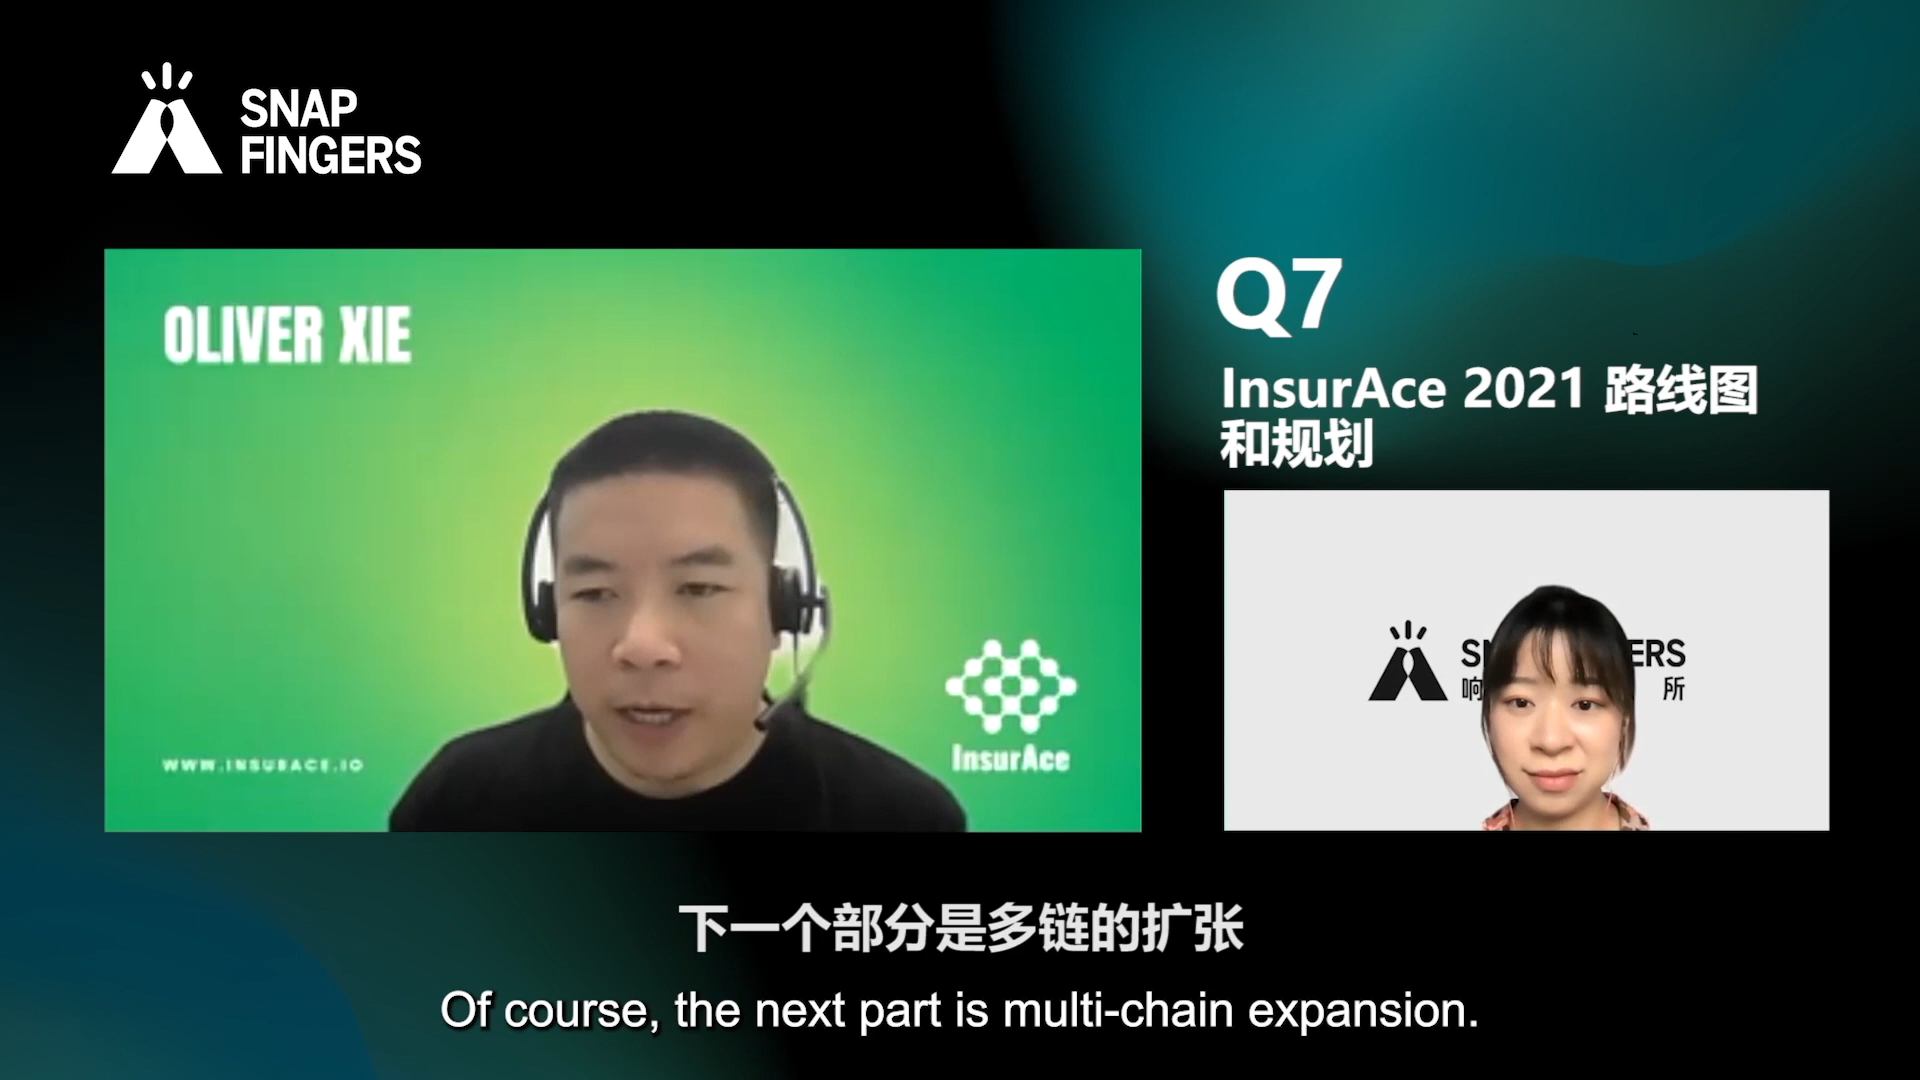 SNAP
FINGERS
OLIVER XIE
Q7
InsurAce 2021 路线图
和规划
WWW.INSURACE.IO
InsurAce
ERS
响
所
下一个部分是多链的扩张
Of course, the next part is multi-chain expansion.